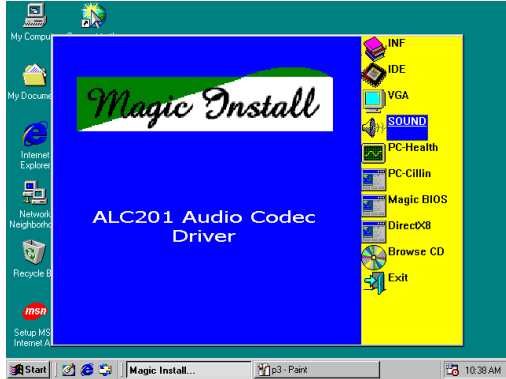 My Compu
My Docume
Internet
Explorer
Network
Neighborho
Recycle B
msn
Setup MS
Internet A
Magic Install
ALC201 Audio Codec
Driver
INF
IDE
VGA
SOUND
PC-Health
PC-Cillin
Magic BIOS
DirectX8
Browse CD
Exit
Start
Magic Install...
p3 - Paint
10:38 AM